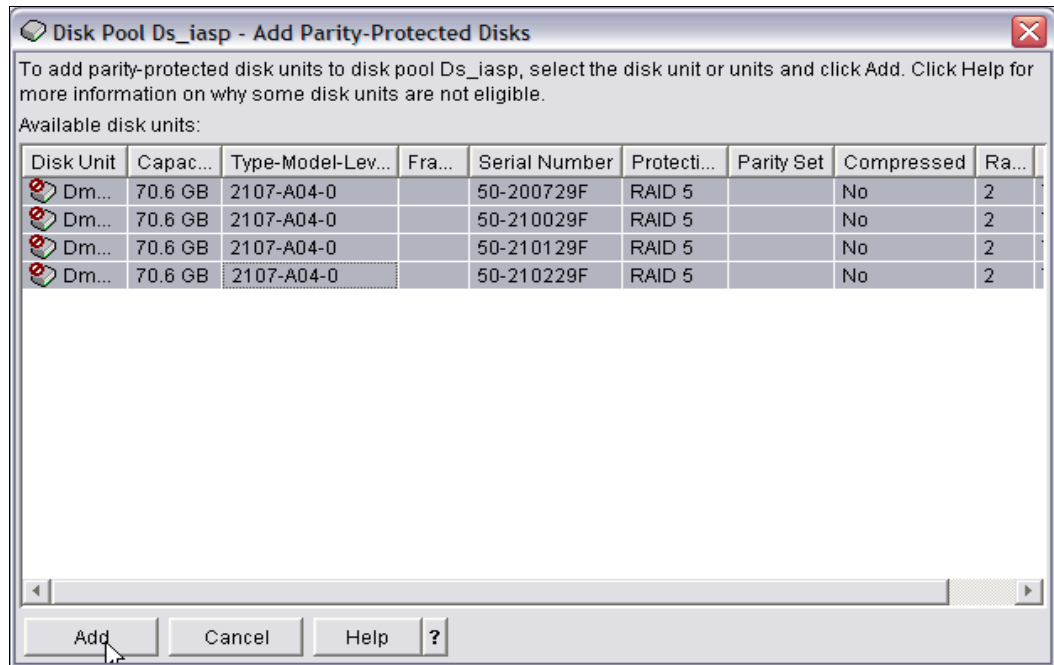 Disk Pool Ds_iasp - Add Parity-Protected Disks
To add parity-protected disk units to disk pool Ds_iasp, select the disk unit or units and click Add. Click Help for
more information on why some disk units are not eligible.
Available disk units:
Disk Unit Capac... Type-Model-Lev... Fra... Serial Number Protecti... Parity Set Compressed Ra...
Dm... 70.6 GB 2107-A04-0 50-200729F RAID 5 No 2
Dm... 70.6 GB 2107-A04-0 50-210029F RAID 5 No 2
Dm... 70.6 GB 2107-A04-0 50-210129F RAID 5 No 2
Dm... 70.6 GB 2107-A04-0 50-210229F RAID 5 No 2
Add Cancel Help ?